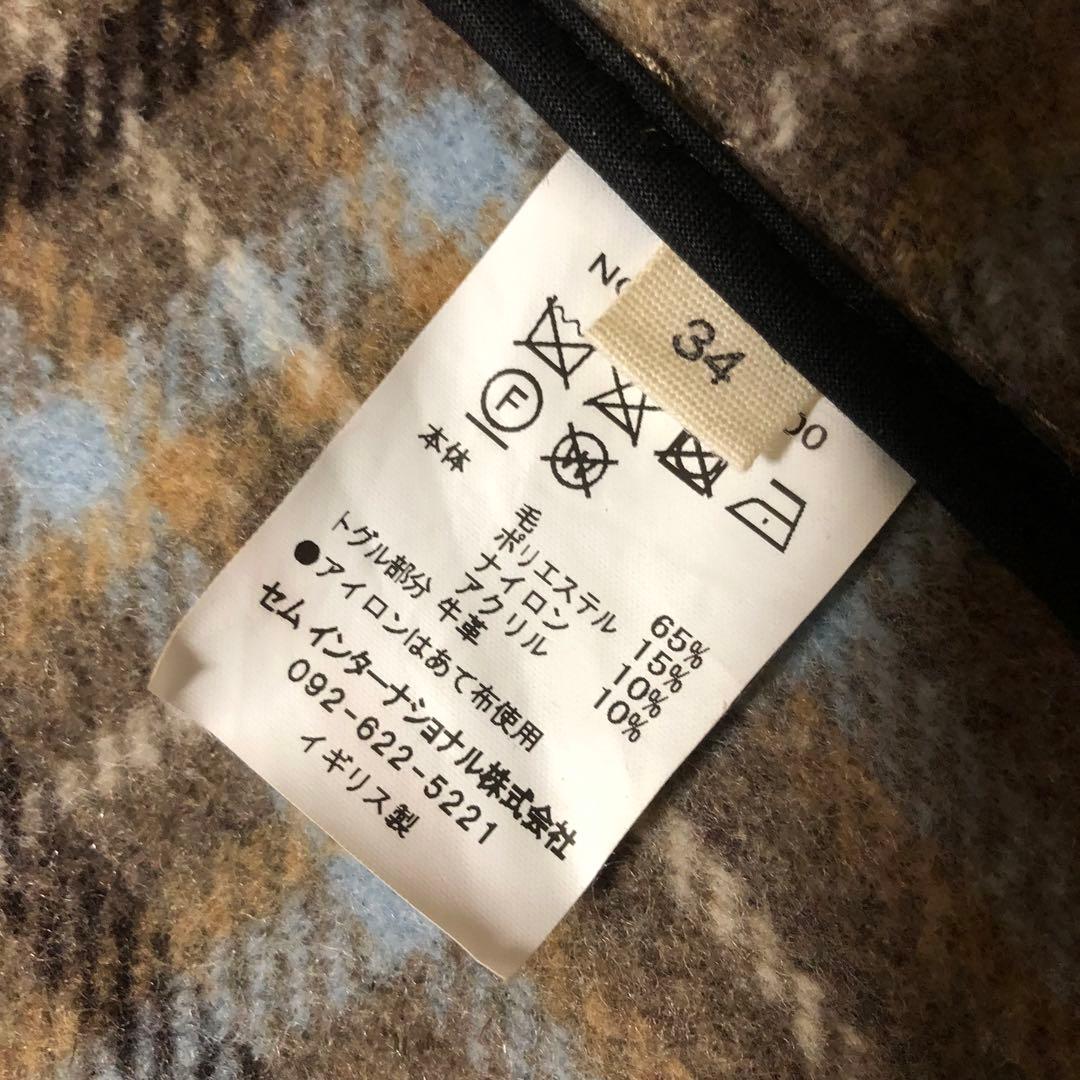 34
00
F
W
本体
毛 65%
ポリエステル 15%
ナイロン 10%
アクリル 10%
トグル部分 牛革
●アイロンはあて布使用
セム インターナショナル株式会社
092-622-5221
イギリス製